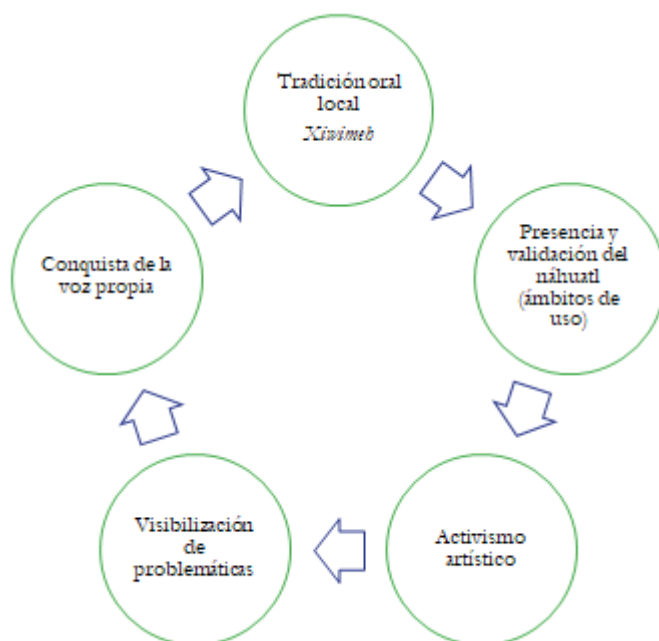 Tradición oral
local
Xiwimeh
Presencia y
validación del
náhuatl
(ámbitos de
uso)
Activismo
artístico
Visibilización
de
problemáticas
Conquista de la
voz propia